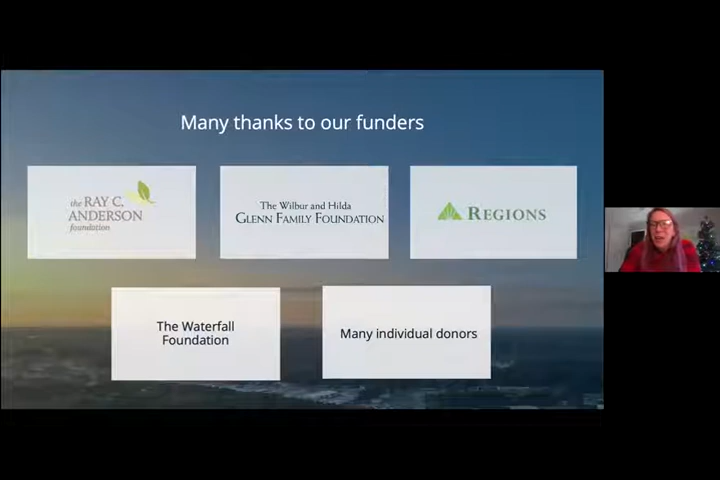 Many thanks to our funders
the RAY C.
ANDERSON
foundation
The Wilbur and Hilda
GLENN FAMILY FOUNDATION
REGIONS
The Waterfall
Foundation
Many individual donors